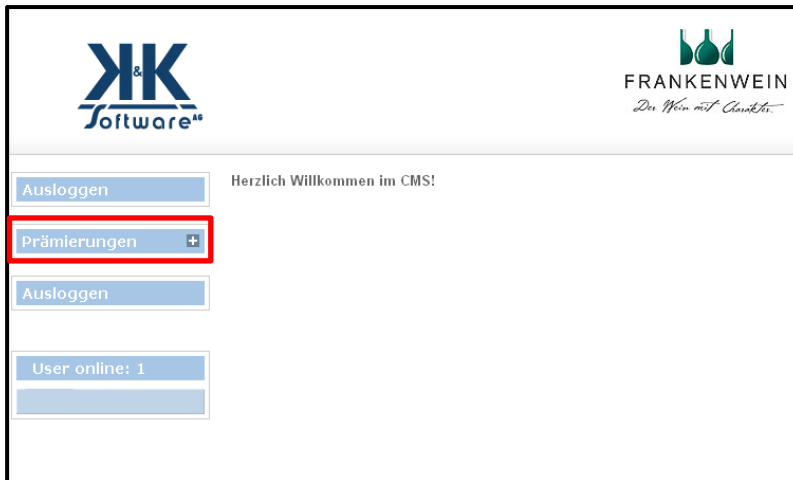 K&K
Software AG
FRANKENWEIN
Der Wein mit Charakter.
Ausloggen
Herzlich Willkommen im CMS!
Prämierungen
Ausloggen
User online: 1